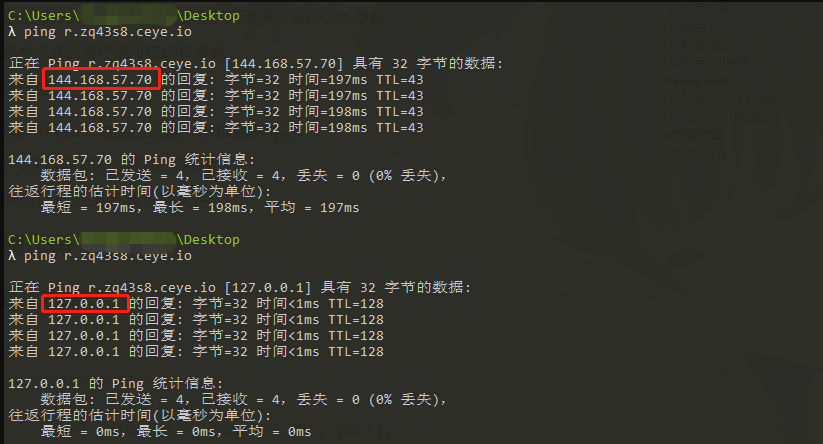 C:\Users\ \Desktop
λ ping r.zq43s8.ceye.io
正在 Ping r.zq43s8.ceye.io [144.168.57.70] 具有 32 字节的数据:
来自 144.168.57.70 的回复: 字节=32 时间=197ms TTL=43
来自 144.168.57.70 的回复: 字节=32 时间=197ms TTL=43
来自 144.168.57.70 的回复: 字节=32 时间=198ms TTL=43
来自 144.168.57.70 的回复: 字节=32 时间=198ms TTL=43
144.168.57.70 的 Ping 统计信息:
数据包: 已发送 = 4, 已接收 = 4, 丢失 = 0 (0% 丢失),
往返行程的估计时间(以毫秒为单位):
最短 = 197ms, 最长 = 198ms, 平均 = 197ms
C:\Users\ \Desktop
λ ping r.zq43s8.ceye.io
正在 Ping r.zq43s8.ceye.io [127.0.0.1] 具有 32 字节的数据:
来自 127.0.0.1 的回复: 字节=32 时间<1ms TTL=128
来自 127.0.0.1 的回复: 字节=32 时间<1ms TTL=128
来自 127.0.0.1 的回复: 字节=32 时间<1ms TTL=128
来自 127.0.0.1 的回复: 字节=32 时间<1ms TTL=128
127.0.0.1 的 Ping 统计信息:
数据包: 已发送 = 4, 已接收 = 4, 丢失 = 0 (0% 丢失),
往返行程的估计时间(以毫秒为单位):
最短 = 0ms, 最长 = 0ms, 平均 = 0ms